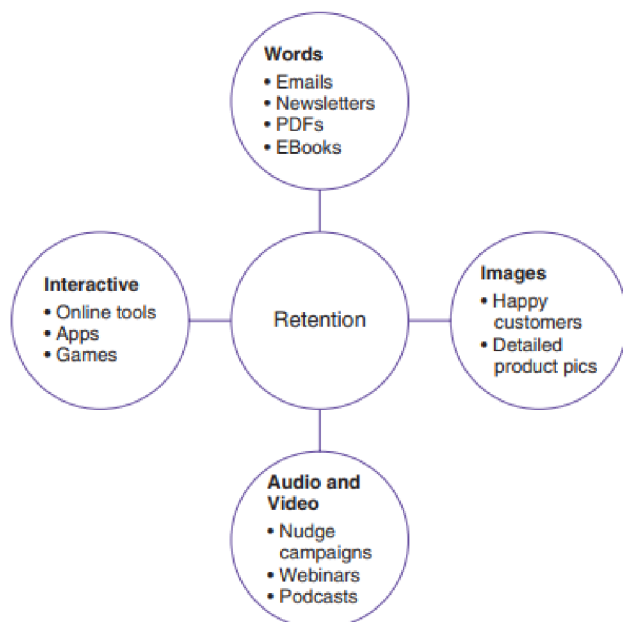 Words
• Emails
• Newsletters
• PDFs
• EBooks
Interactive
• Online tools
• Apps
• Games
Retention
Images
• Happy
customers
• Detailed
product pics
Audio and
Video
• Nudge
campaigns
• Webinars
• Podcasts